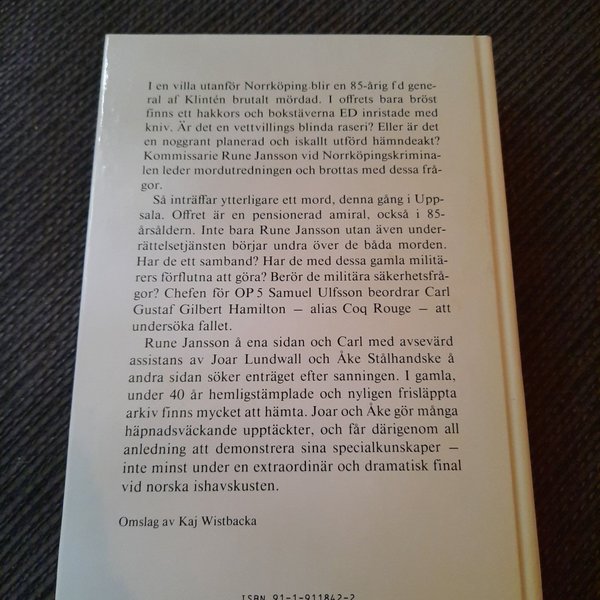 I en villa utanför Norrköping blir en 85-årig f d gene-
ral af Klintén brutalt mördad. I offrets bara bröst
finns ett hakkors och bokstäverna ED inristade med
kniv. Är det en vettvillings blinda raseri? Eller är det
en noggrant planerad och iskallt utförd hämndeakt?
Kommissarie Rune Jansson vid Norrköpingskrimina-
len leder mordutredningen och brottas med dessa frå-
gor.
Så inträffar ytterligare ett mord, denna gång i Upp-
sala. Offret är en pensionerad amiral, också i 85-
årsåldern. Inte bara Rune Jansson utan även under-
rättelsetjänsten börjar undra över de båda morden.
Har de ett samband? Har de med dessa gamla militä-
rers förflutna att göra? Berör de militära säkerhetsfrå-
gor? Chefen för OP 5 Samuel Ulfsson beordrar Carl
Gustaf Gilbert Hamilton – alias Coq Rouge – att
undersöka fallet.
Rune Jansson å ena sidan och Carl med avsevärd
assistans av Joar Lundwall och Åke Stålhandske å
andra sidan söker enträget efter sanningen. I gamla,
under 40 år hemligstämplade och nyligen frisläppta
arkiv finns mycket att hämta. Joar och Åke gör många
häpnadsväckande upptäckter, och får därigenom all
anledning att demonstrera sina specialkunskaper –
inte minst under en extraordinär och dramatisk final
vid norska ishavskusten.
Omslag av Kaj Wistbacka
ISBN 91-1-911842-2